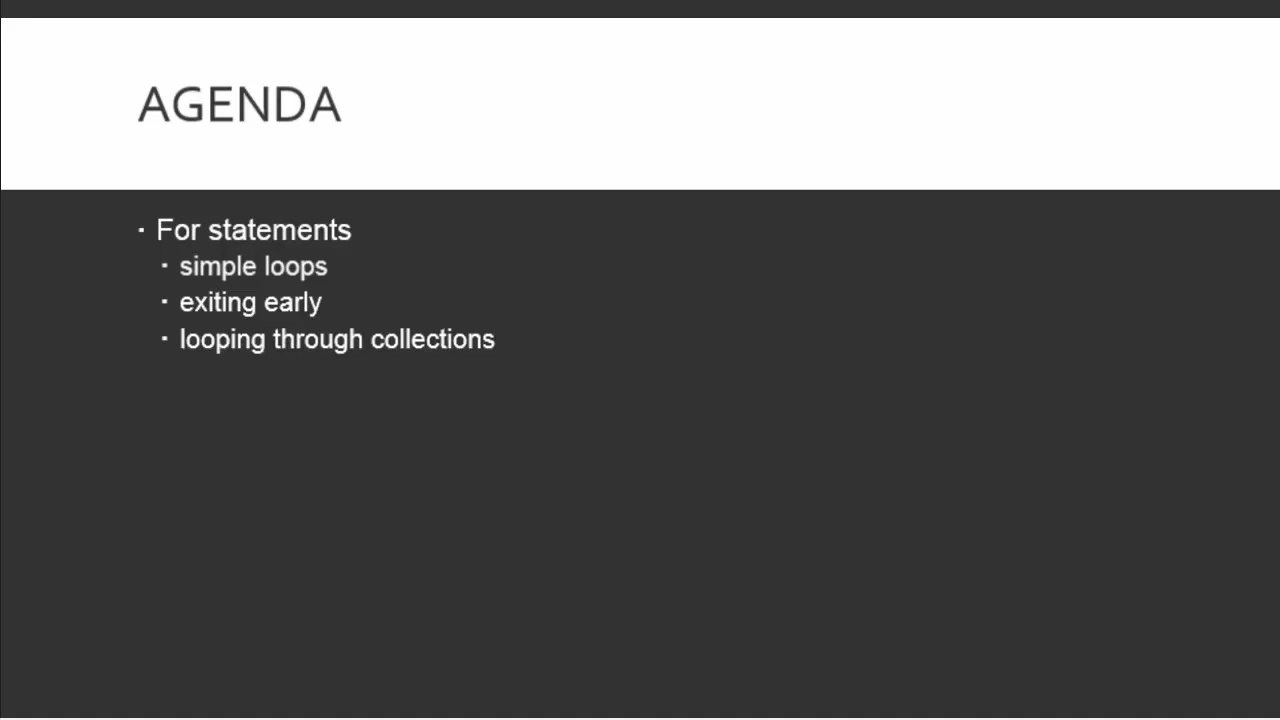 AGENDA
For statements
simple loops
exiting early
looping through collections